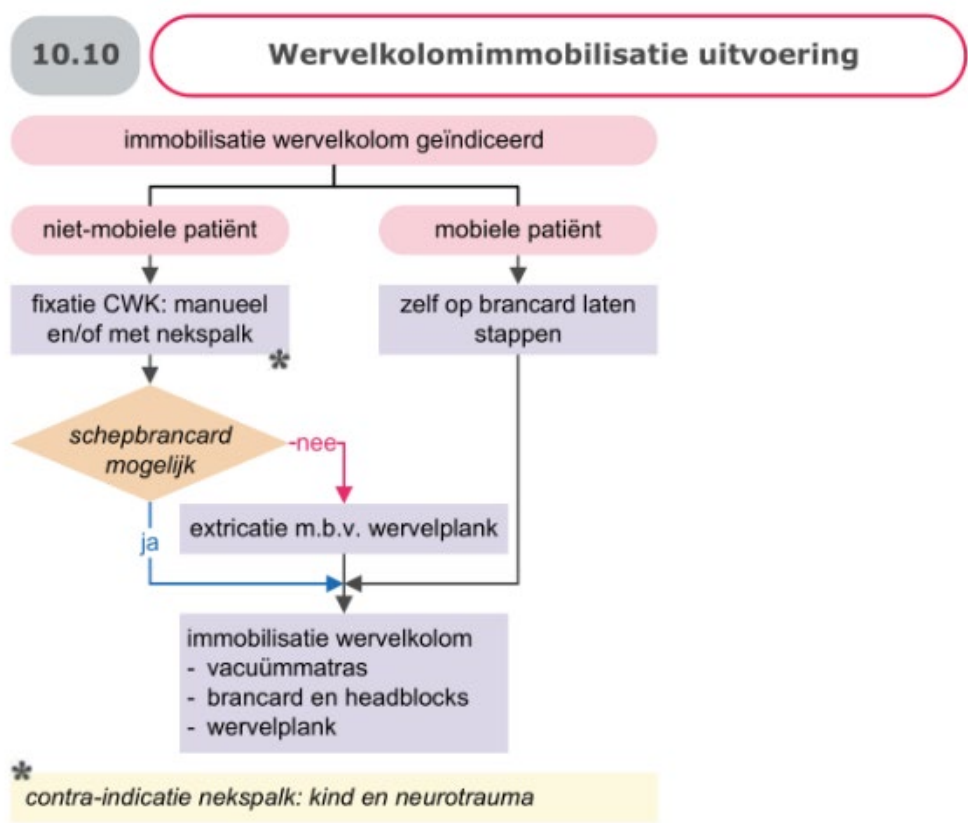 10.10
Wervelkolomimmobilisatie uitvoering
immobilisatie wervelkolom geïndiceerd
niet-mobiele patiënt
mobiele patiënt
fixatie CWK: manueel
en/of met nekspalk
*
zelf op brancard laten
stappen
schepbrancard
mogelijk
nee
ja
extricatie m.b.v. wervelplank
immobilisatie wervelkolom
- vacuümmatras
- brancard en headblocks
- wervelplank
*
contra-indicatie nekspalk: kind en neurotrauma